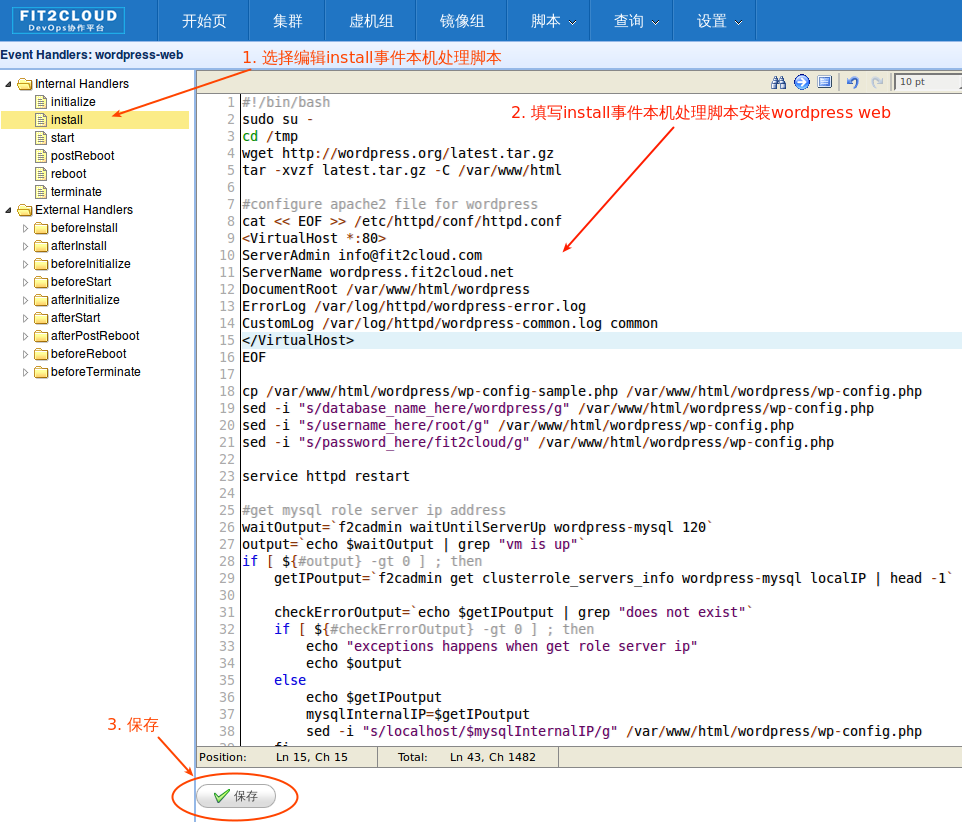 FIT2CLOUD
DevOps协作平台
开始页
集群
虚机组
镜像组
脚本
查询
设置
Event Handlers: wordpress-web
1. 选择编辑install事件本机处理脚本
Internal Handlers
initialize
install
start
postReboot
reboot
terminate
External Handlers
beforeInstall
afterInstall
beforeInitialize
beforeStart
afterInitialize
afterStart
afterPostReboot
beforeReboot
beforeTerminate
10 pt
2. 填写install事件本机处理脚本安装wordpress web
1 #!/bin/bash
2 sudo su -
3 cd /tmp
4 wget http://wordpress.org/latest.tar.gz
5 tar -xvzf latest.tar.gz -C /var/www/html
6
7 #configure apache2 file for wordpress
8 cat << EOF >> /etc/httpd/conf/httpd.conf
9 <VirtualHost *:80>
10 ServerAdmin info@fit2cloud.com
11 ServerName wordpress.fit2cloud.net
12 DocumentRoot /var/www/html/wordpress
13 ErrorLog /var/log/httpd/wordpress-error.log
14 CustomLog /var/log/httpd/wordpress-common.log common
15 </VirtualHost>
16 EOF
17
18 cp /var/www/html/wordpress/wp-config-sample.php /var/www/html/wordpress/wp-config.php
19 sed -i "s/database_name_here/wordpress/g" /var/www/html/wordpress/wp-config.php
20 sed -i "s/username_here/root/g" /var/www/html/wordpress/wp-config.php
21 sed -i "s/password_here/fit2cloud/g" /var/www/html/wordpress/wp-config.php
22
23 service httpd restart
24
25 #get mysql role server ip address
26 waitOutput=`f2cadmin waitUntilServerUp wordpress-mysql 120`
27 output=`echo $waitOutput | grep "vm is up"`
28 if [ ${#output} -gt 0 ] ; then
29     getIPoutput=`f2cadmin get clusterrole_servers_info wordpress-mysql localIP | head -1`
30
31     checkErrorOutput=`echo $getIPoutput | grep "does not exist"`
32     if [ ${#checkErrorOutput} -gt 0 ] ; then
33         echo "exceptions happens when get role server ip"
34         echo $output
35     else
36         echo $getIPoutput
37         mysqlInternalIP=$getIPoutput
38         sed -i "s/localhost/$mysqlInternalIP/g" /var/www/html/wordpress/wp-config.php
3. 保存
Position: Ln 15, Ch 15 Total: Ln 43, Ch 1482
保存